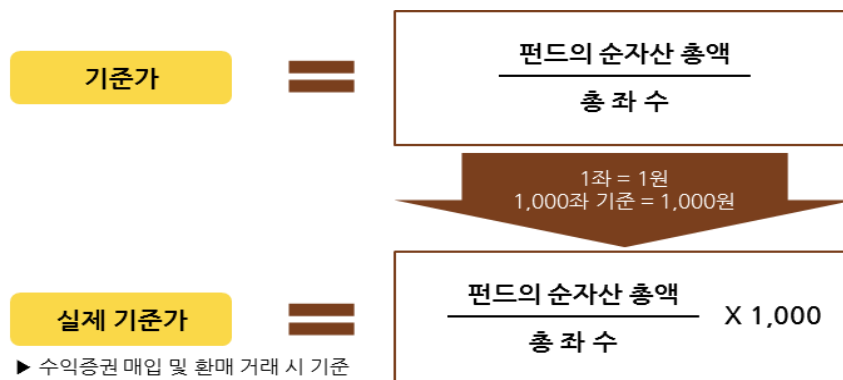 기준가
펀드의 순자산 총액
총 좌 수
1좌 = 1원
1,000좌 기준 = 1,000원
실제 기준가
펀드의 순자산 총액
총 좌 수
X 1,000
▶ 수익증권 매입 및 환매 거래 시 기준